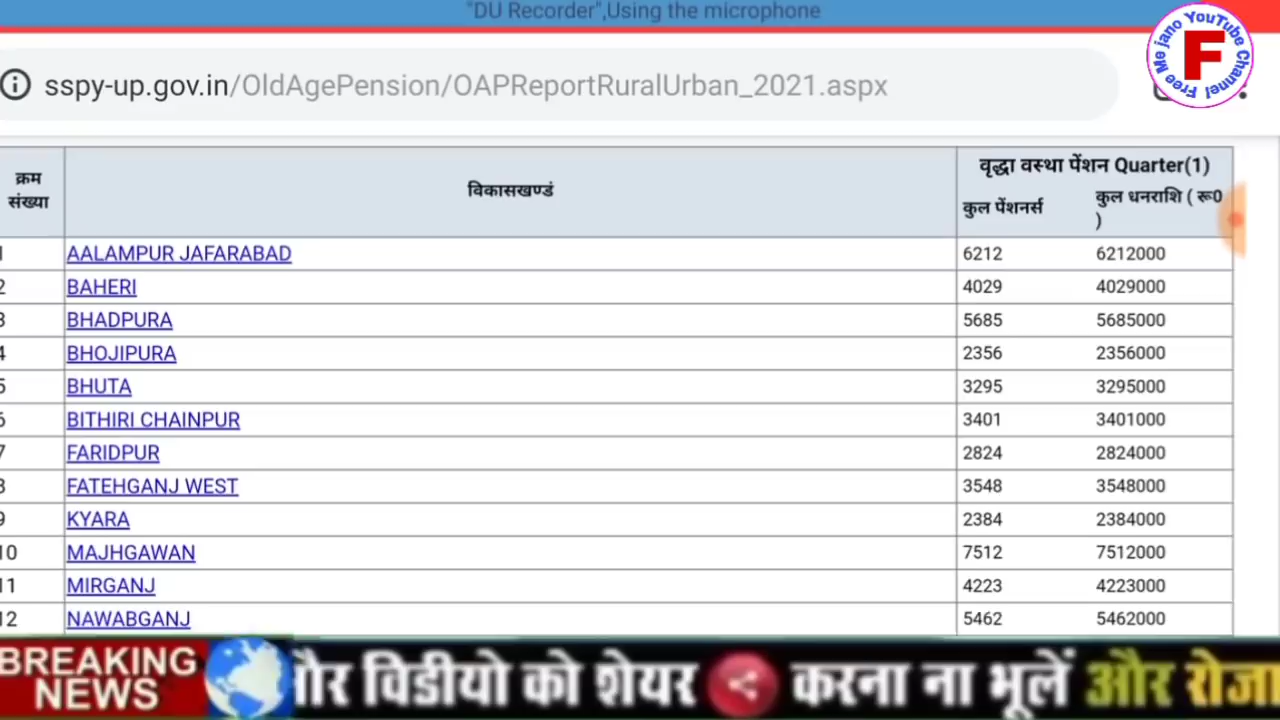 "DU Recorder",Using the microphone
Me jano YouTube Channel Free
F
sspy-up.gov.in/OldAgePension/OAPReportRuralUrban_2021.aspx
क्रम संख्या विकासखण्डं वृद्धा वस्था पेंशन Quarter(1)
कुल पेंशनर्स कुल धनराशि ( रू0 )
1 AALAMPUR JAFARABAD 6212 6212000
2 BAHERI 4029 4029000
3 BHADPURA 5685 5685000
4 BHOJIPURA 2356 2356000
5 BHUTA 3295 3295000
6 BITHIRI CHAINPUR 3401 3401000
7 FARIDPUR 2824 2824000
8 FATEHGANJ WEST 3548 3548000
9 KYARA 2384 2384000
10 MAJHGAWAN 7512 7512000
11 MIRGANJ 4223 4223000
12 NAWABGANJ 5462 5462000
BREAKING NEWS और विडीयो को शेयर करना ना भूलें और रोजा